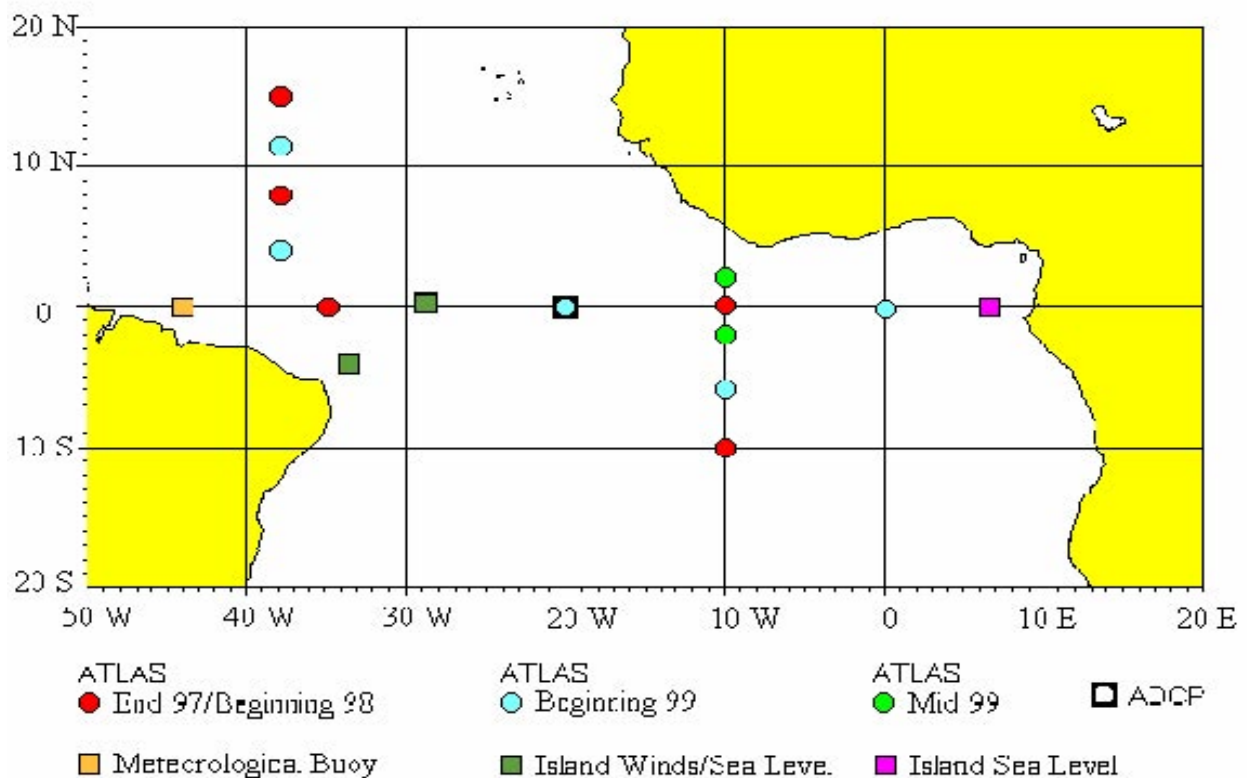 20 N
10 N
0
10 S
20 S
50 W 40 W 30 W 20 W 10 W 0 10 E 20 E
ATLAS ATLAS ATLAS
End 97/Beginning 98 Beginning 99 Mid 99 ADCP
Meteorological Buoy Island Winds/Sea Level Island Sea Level